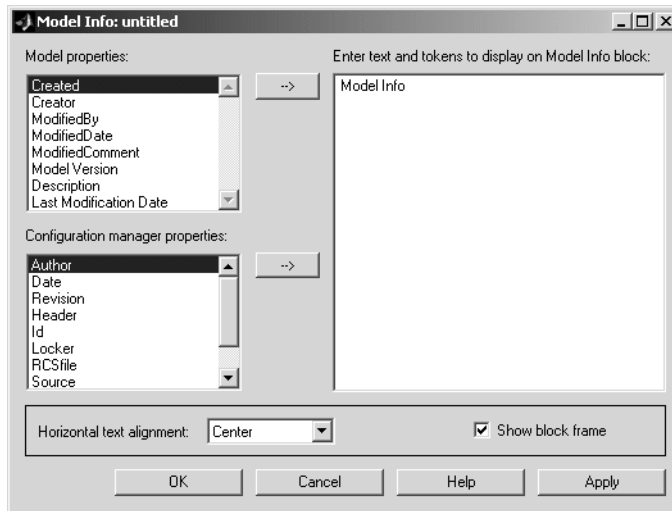 Model Info: untitled
Model properties:
Created
Creator
ModifiedBy
ModifiedDate
ModifiedComment
Model Version
Description
Last Modification Date
-->
Configuration manager properties:
Author
Date
Revision
Header
Id
Locker
RCSfile
Source
-->
Enter text and tokens to display on Model Info block:
Model Info
Horizontal text alignment: Center
Show block frame
OK Cancel Help Apply